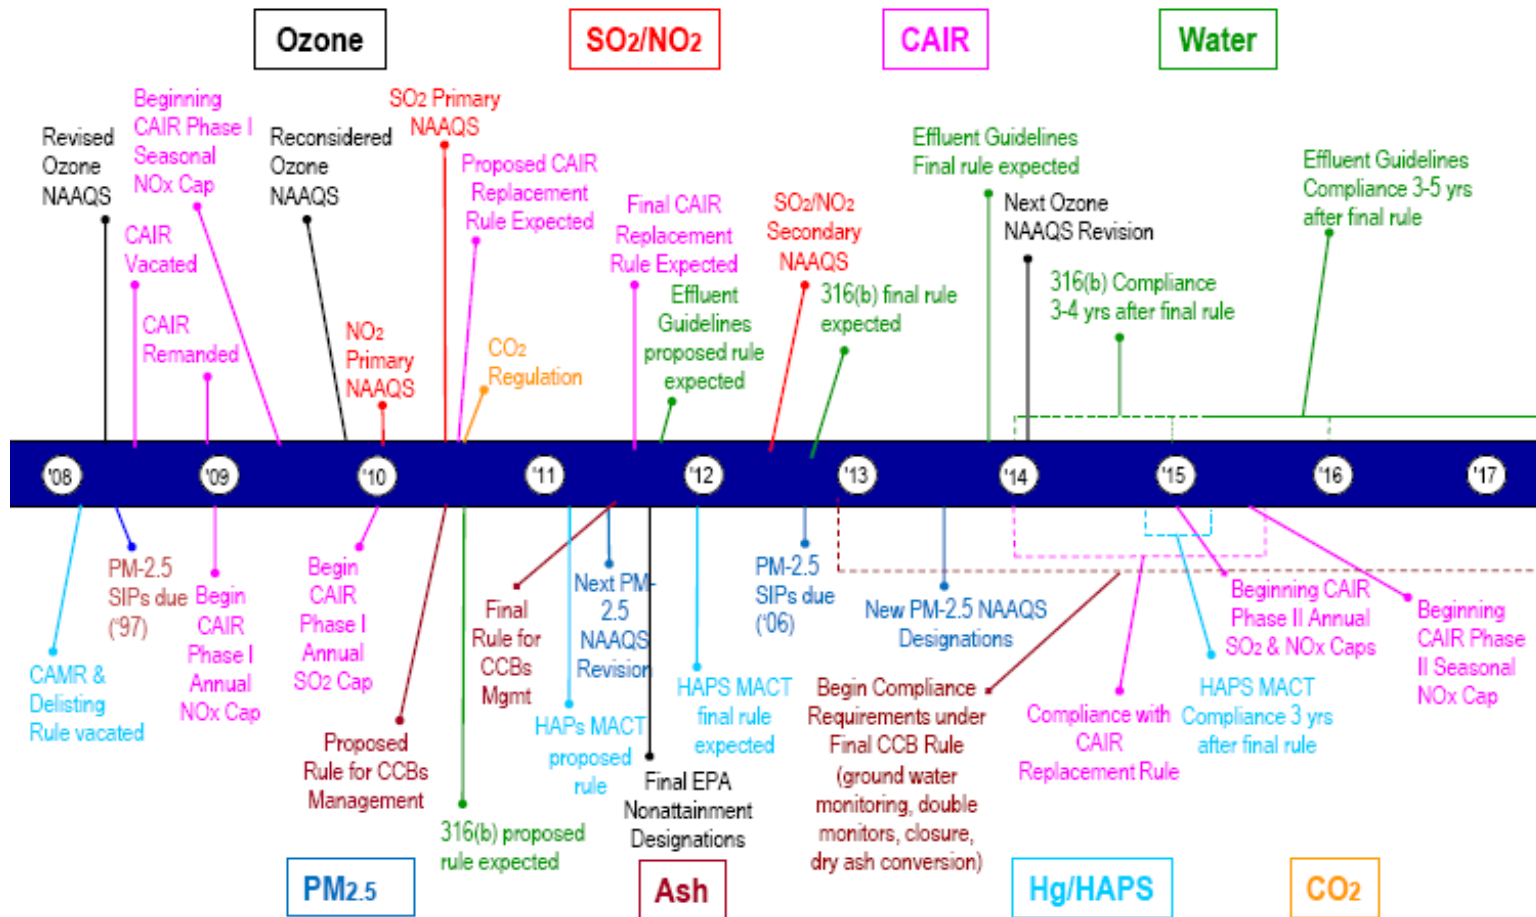 Ozone
SO2/NO2
CAIR
Water
Revised
Ozone
NAAQS
Beginning
CAIR Phase I
Seasonal
NOx Cap
CAIR
Vacated
CAIR
Remanded
Reconsidered
Ozone
NAAQS
NO2
Primary
NAAQS
SO2 Primary
NAAQS
Proposed CAIR
Replacement
Rule Expected
CO2
Regulation
Final CAIR
Replacement
Rule Expected
Effluent
Guidelines
proposed rule
expected
SO2/NO2
Secondary
NAAQS
316(b) final rule
expected
Effluent Guidelines
Final rule expected
Next Ozone
NAAQS Revision
316(b) Compliance
3-4 yrs after final rule
Effluent Guidelines
Compliance 3-5 yrs
after final rule
'08
'09
'10
'11
'12
'13
'14
'15
'16
'17
CAMR &
Delisting
Rule vacated
PM-2.5
SIPs due
('97)
Begin
CAIR
Phase I
Annual
NOx Cap
Begin
CAIR
Phase I
Annual
SO2 Cap
Proposed
Rule for CCBs
Management
316(b) proposed
rule expected
Final
Rule for
CCBs
Mgmt
HAPs MACT
proposed
rule
Next PM-
2.5
NAAQS
Revision
Final EPA
Nonattainment
Designations
HAPS MACT
final rule
expected
PM-2.5
SIPs due
('06)
New PM-2.5 NAAQS
Designations
Begin Compliance
Requirements under
Final CCB Rule
(ground water
monitoring, double
monitors, closure,
dry ash conversion)
Compliance with
CAIR
Replacement Rule
Beginning CAIR
Phase II Annual
SO2 & NOx Caps
HAPS MACT
Compliance 3 yrs
after final rule
Beginning
CAIR Phase
II Seasonal
NOx Cap
PM2.5
Ash
Hg/HAPS
CO2